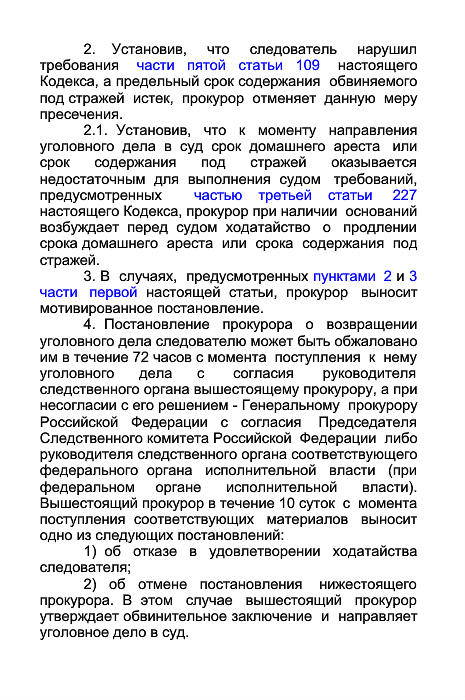 2. Установив, что следователь нарушил
требования части пятой статьи 109 настоящего
Кодекса, а предельный срок содержания обвиняемого
под стражей истек, прокурор отменяет данную меру
пресечения.
2.1. Установив, что к моменту направления
уголовного дела в суд срок домашнего ареста или
срок содержания под стражей оказывается
недостаточным для выполнения судом требований,
предусмотренных частью третьей статьи 227
настоящего Кодекса, прокурор при наличии оснований
возбуждает перед судом ходатайство о продлении
срока домашнего ареста или срока содержания под
стражей.
3. В случаях, предусмотренных пунктами 2 и 3
части первой настоящей статьи, прокурор выносит
мотивированное постановление.
4. Постановление прокурора о возвращении
уголовного дела следователю может быть обжаловано
им в течение 72 часов с момента поступления к нему
уголовного дела с согласия руководителя
следственного органа вышестоящему прокурору, а при
несогласии с его решением - Генеральному прокурору
Российской Федерации с согласия Председателя
Следственного комитета Российской Федерации либо
руководителя следственного органа соответствующего
федерального органа исполнительной власти (при
федеральном органе исполнительной власти).
Вышестоящий прокурор в течение 10 суток с момента
поступления соответствующих материалов выносит
одно из следующих постановлений:
1) об отказе в удовлетворении ходатайства
следователя;
2) об отмене постановления нижестоящего
прокурора. В этом случае вышестоящий прокурор
утверждает обвинительное заключение и направляет
уголовное дело в суд.